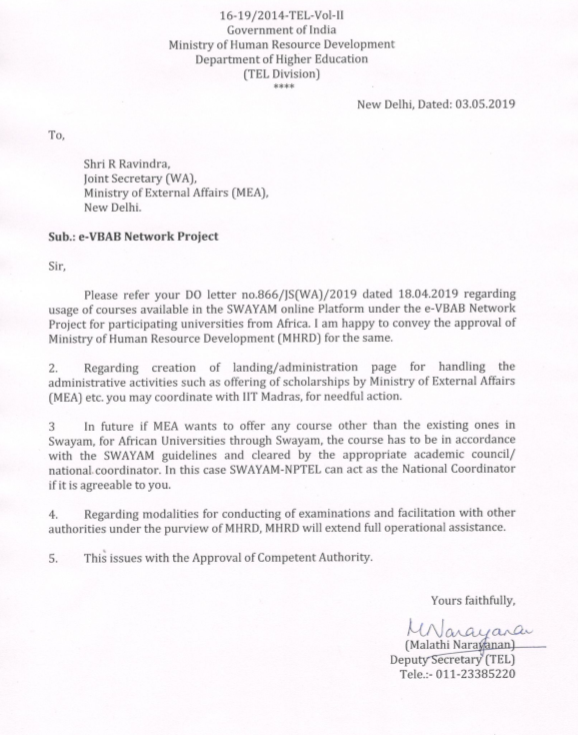 16-19/2014-TEL-Vol-II
Government of India
Ministry of Human Resource Development
Department of Higher Education
(TEL Division)
****
New Delhi, Dated: 03.05.2019
To,
Shri R Ravindra,
Joint Secretary (WA),
Ministry of External Affairs (MEA),
New Delhi.
Sub.: e-VBAB Network Project
Sir,
Please refer your DO letter no.866/JS(WA)/2019 dated 18.04.2019 regarding
usage of courses available in the SWAYAM online Platform under the e-VBAB Network
Project for participating universities from Africa. I am happy to convey the approval of
Ministry of Human Resource Development (MHRD) for the same.
2. Regarding creation of landing/administration page for handling the
administrative activities such as offering of scholarships by Ministry of External Affairs
(MEA) etc. you may coordinate with IIT Madras, for needful action.
3 In future if MEA wants to offer any course other than the existing ones in
Swayam, for African Universities through Swayam, the course has to be in accordance
with the SWAYAM guidelines and cleared by the appropriate academic council/
national coordinator. In this case SWAYAM-NPTEL can act as the National Coordinator
if it is agreeable to you.
4. Regarding modalities for conducting of examinations and facilitation with other
authorities under the purview of MHRD, MHRD will extend full operational assistance.
5. This issues with the Approval of Competent Authority.
Yours faithfully,
MNarayanan
(Malathi Narayanan)
Deputy Secretary (TEL)
Tele.:- 011-23385220